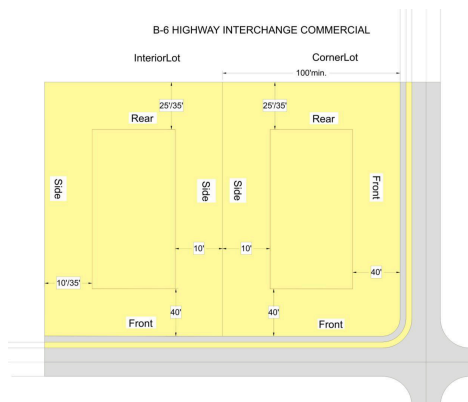 B-6 HIGHWAY INTERCHANGE COMMERCIAL
InteriorLot
CornerLot
100'min.
25'/35'
25'/35'
Rear
Rear
Side
Side
Side
Front
10'
10'
10'/35'
40'
40'
40'
Front
Front